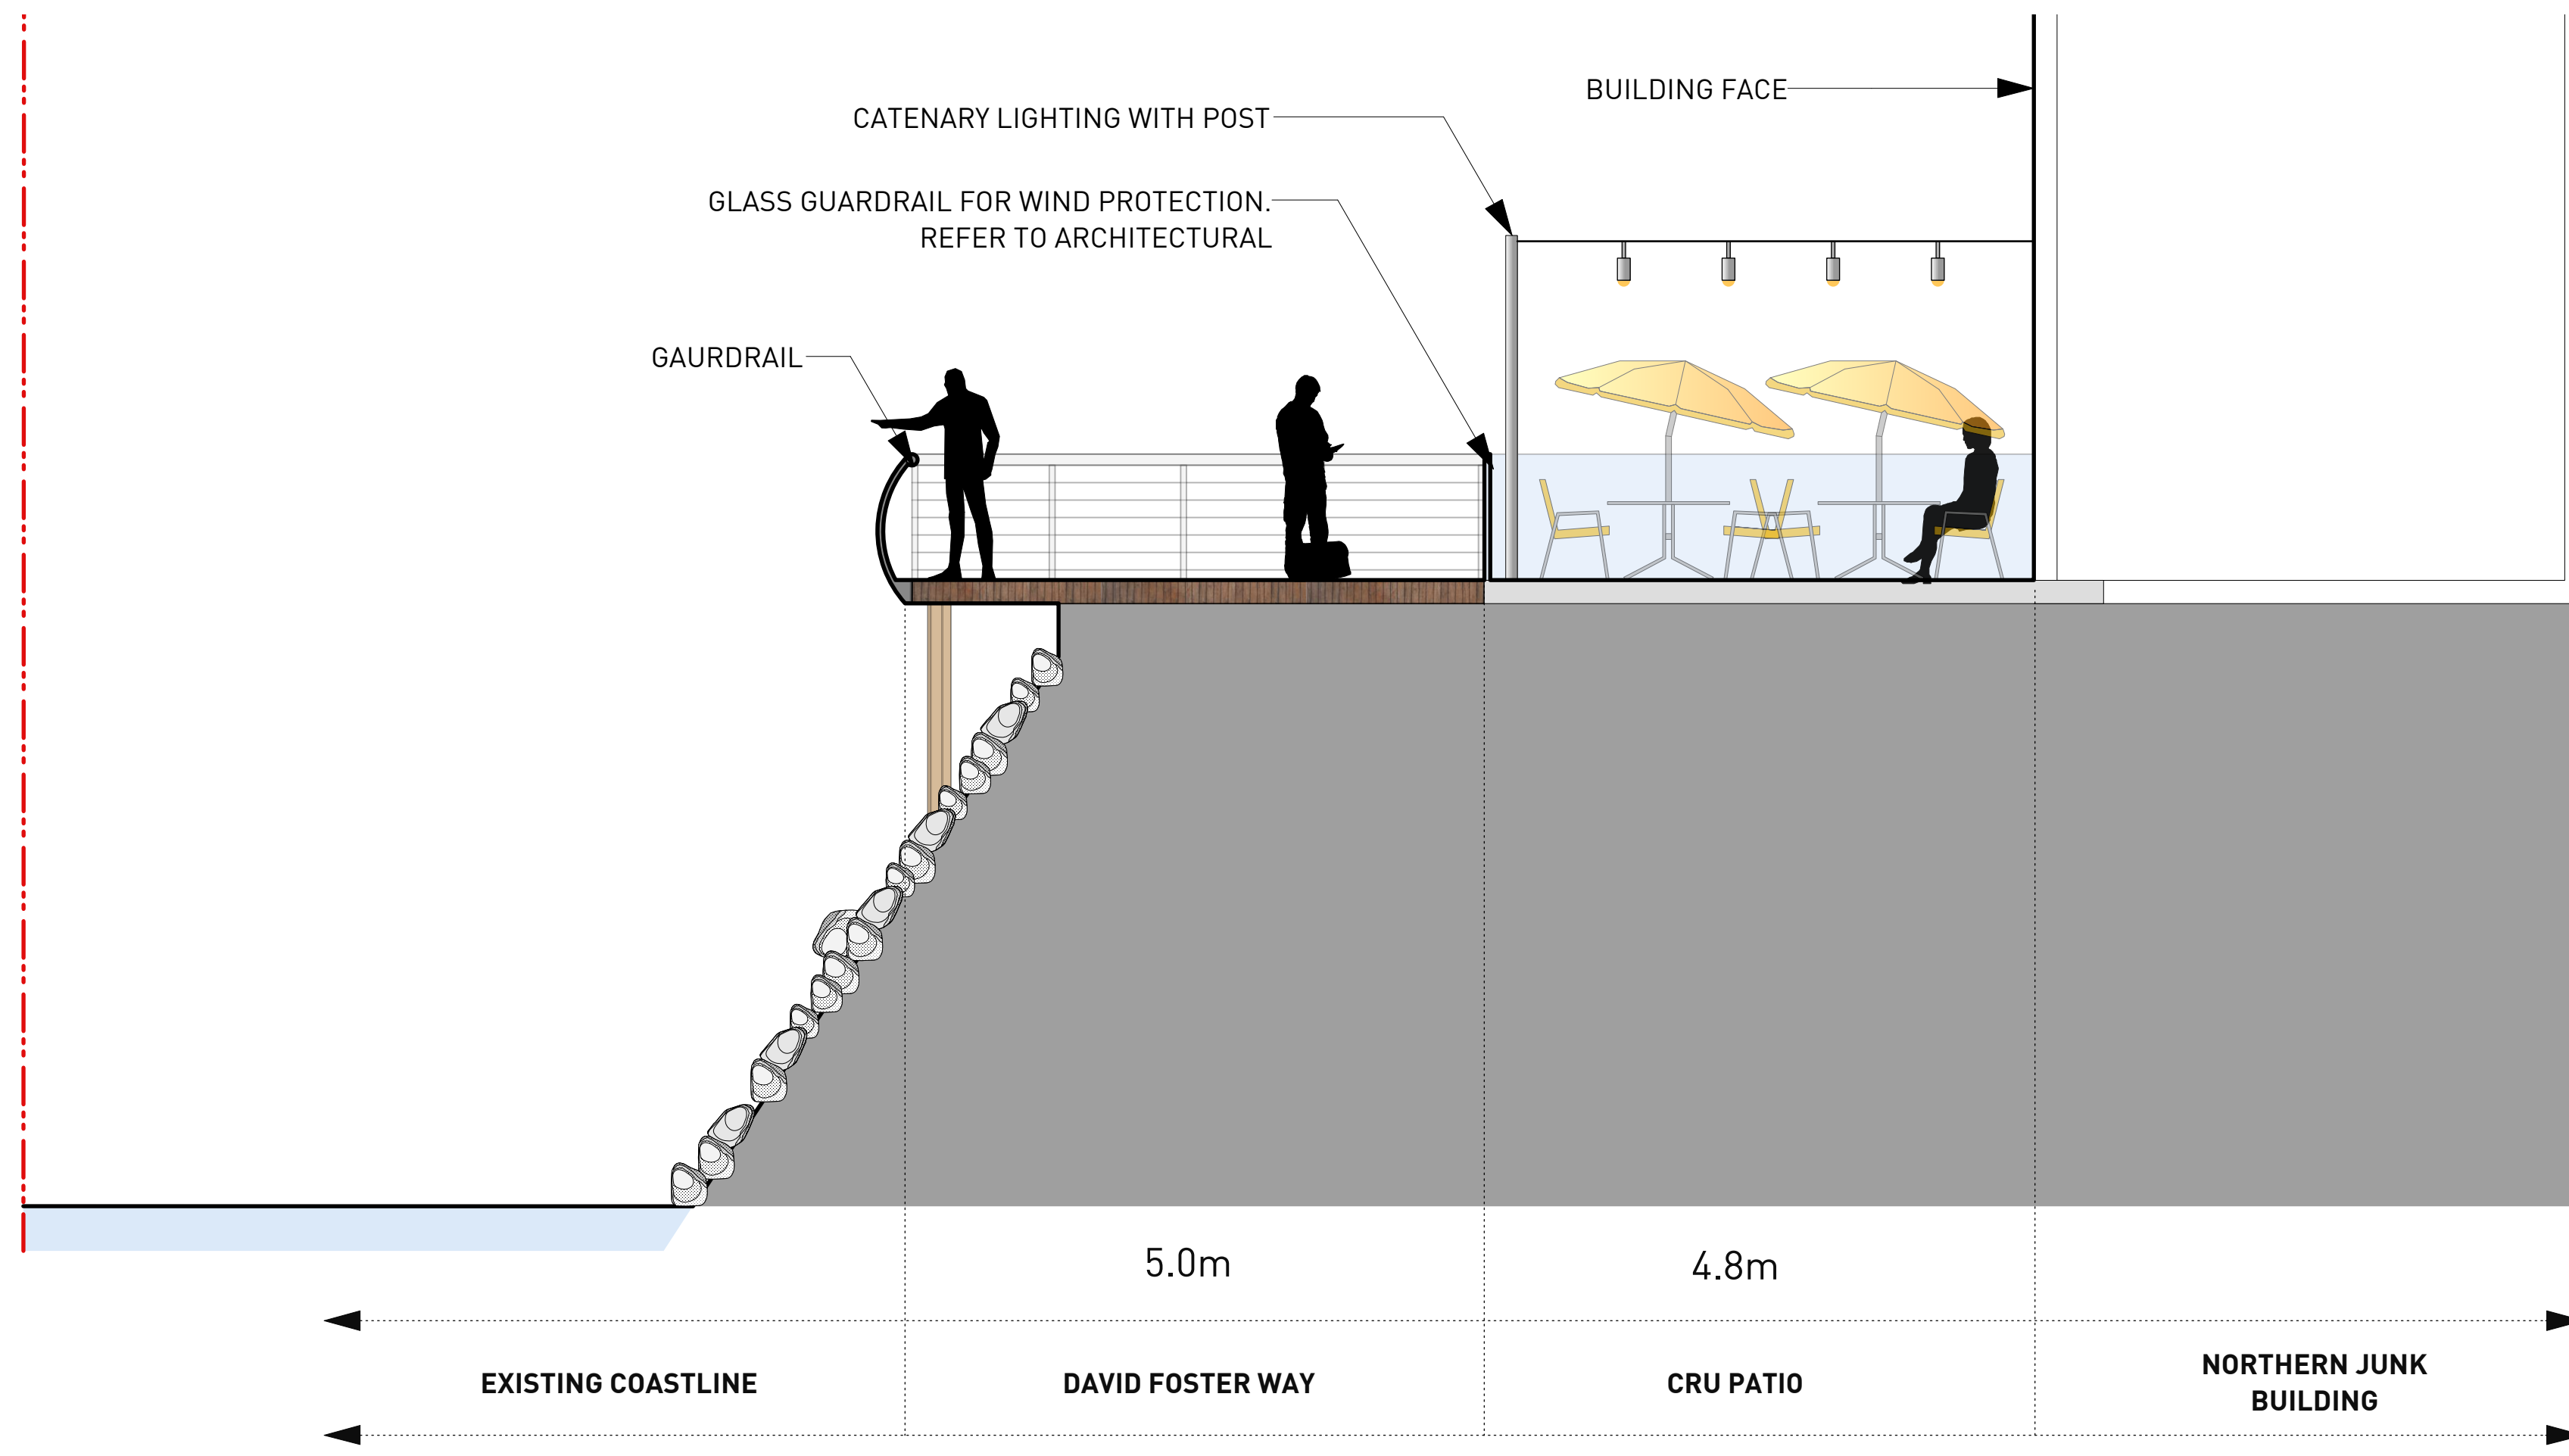 BUILDING FACE
CATENARY LIGHTING WITH POST
GLASS GUARDRAIL FOR WIND PROTECTION.
REFER TO ARCHITECTURAL
GAURDRAIL
5.0m
4.8m
EXISTING COASTLINE
DAVID FOSTER WAY
CRU PATIO
NORTHERN JUNK
BUILDING